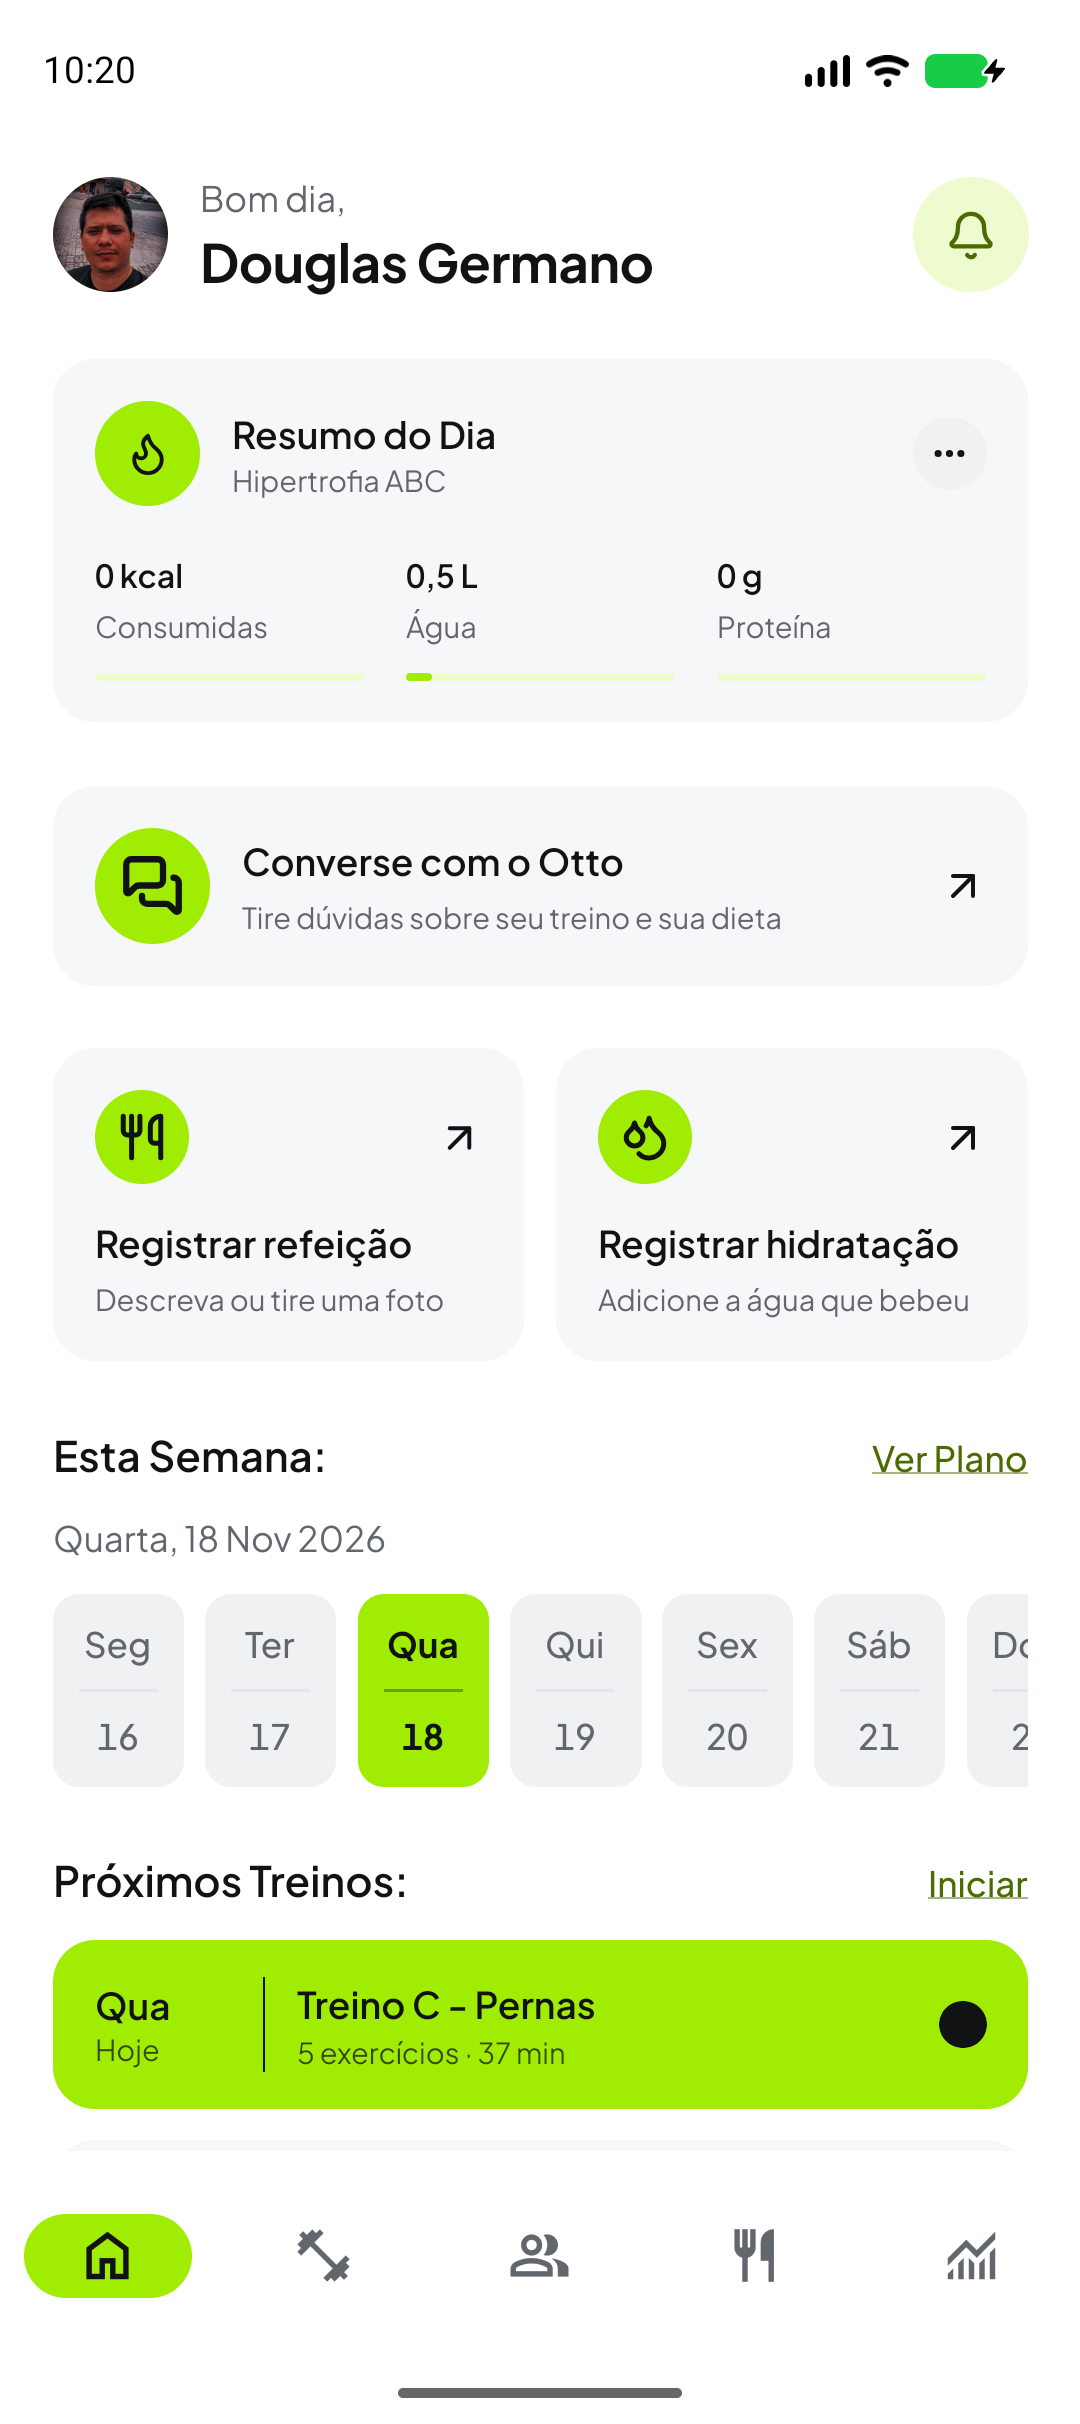 10:20
Bom dia,
Douglas Germano
Resumo do Dia
Hipertrofia ABC
0 kcal
Consumidas
0,5 L
Água
0 g
Proteína
Converse com o Otto
Tire dúvidas sobre seu treino e sua dieta
Registrar refeição
Descreva ou tire uma foto
Registrar hidratação
Adicione a água que bebeu
Esta Semana:
Ver Plano
Quarta, 18 Nov 2026
Seg
16
Ter
17
Qua
18
Qui
19
Sex
20
Sáb
21
Próximos Treinos:
Iniciar
Qua
Hoje
Treino C - Pernas
5 exercícios · 37 min